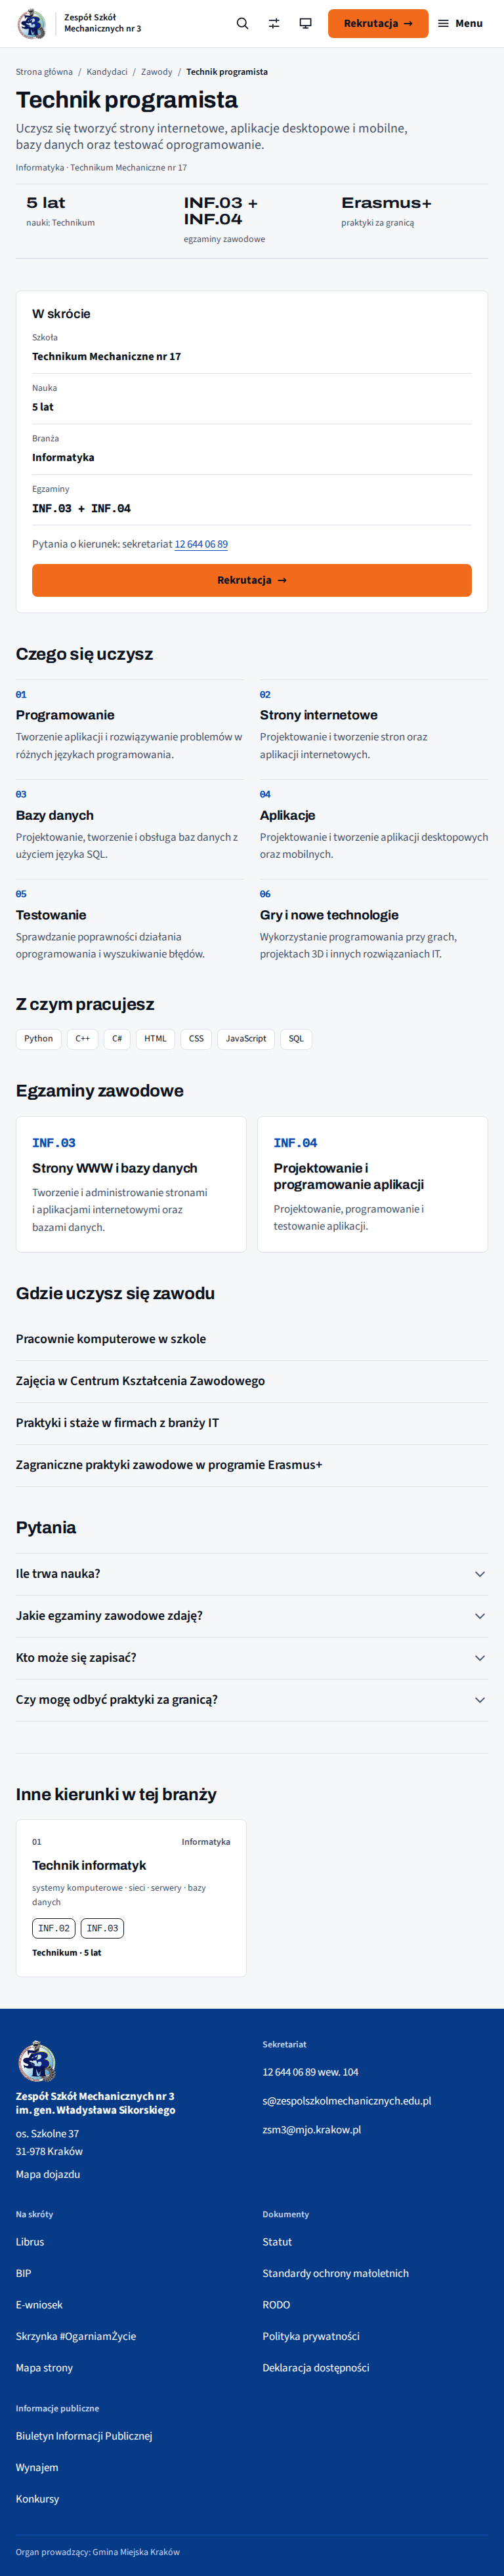 Zespół Szkół
Mechanicznych nr 3
Rekrutacja →
Menu
Strona główna / Kandydaci / Zawody / Technik programista
Technik programista
Uczysz się tworzyć strony internetowe, aplikacje desktopowe i mobilne,
bazy danych oraz testować oprogramowanie.
Informatyka · Technikum Mechaniczne nr 17
5 lat
nauki: Technikum
INF.03 +
INF.04
egzaminy zawodowe
Erasmus+
praktyki za granicą
W skrócie
Szkoła
Technikum Mechaniczne nr 17
Nauka
5 lat
Branża
Informatyka
Egzaminy
INF.03 + INF.04
Pytania o kierunek: sekretariat 12 644 06 89
Rekrutacja →
Czego się uczysz
01
Programowanie
Tworzenie aplikacji i rozwiązywanie problemów w
różnych językach programowania.
02
Strony internetowe
Projektowanie i tworzenie stron oraz
aplikacji internetowych.
03
Bazy danych
Projektowanie, tworzenie i obsługa baz danych z
użyciem języka SQL.
04
Aplikacje
Projektowanie i tworzenie aplikacji desktopowych
oraz mobilnych.
05
Testowanie
Sprawdzanie poprawności działania
oprogramowania i wyszukiwanie błędów.
06
Gry i nowe technologie
Wykorzystanie programowania przy grach,
projektach 3D i innych rozwiązaniach IT.
Z czym pracujesz
Python
C++
C#
HTML
CSS
JavaScript
SQL
Egzaminy zawodowe
INF.03
Strony WWW i bazy danych
Tworzenie i administrowanie stronami
i aplikacjami internetowymi oraz
bazami danych.
INF.04
Projektowanie i
programowanie aplikacji
Projektowanie, programowanie i
testowanie aplikacji.
Gdzie uczysz się zawodu
Pracownie komputerowe w szkole
Zajęcia w Centrum Kształcenia Zawodowego
Praktyki i staże w firmach z branży IT
Zagraniczne praktyki zawodowe w programie Erasmus+
Pytania
Ile trwa nauka?
Jakie egzaminy zawodowe zdaję?
Kto może się zapisać?
Czy mogę odbyć praktyki za granicą?
Inne kierunki w tej branży
01
Informatyka
Technik informatyk
systemy komputerowe · sieci · serwery · bazy
danych
INF.02
INF.03
Technikum · 5 lat
Zespół Szkół Mechanicznych nr 3
im. gen. Władysława Sikorskiego
os. Szkolne 37
31-978 Kraków
Mapa dojazdu
Sekretariat
12 644 06 89 wew. 104
s@zespolszkolmechanicznych.edu.pl
zsm3@mjo.krakow.pl
Na skróty
Librus
BIP
E-wniosek
Skrzynka #OgarniamŻycie
Mapa strony
Dokumenty
Statut
Standardy ochrony małoletnich
RODO
Polityka prywatności
Deklaracja dostępności
Informacje publiczne
Biuletyn Informacji Publicznej
Wynajem
Konkursy
Organ prowadzący: Gmina Miejska Kraków